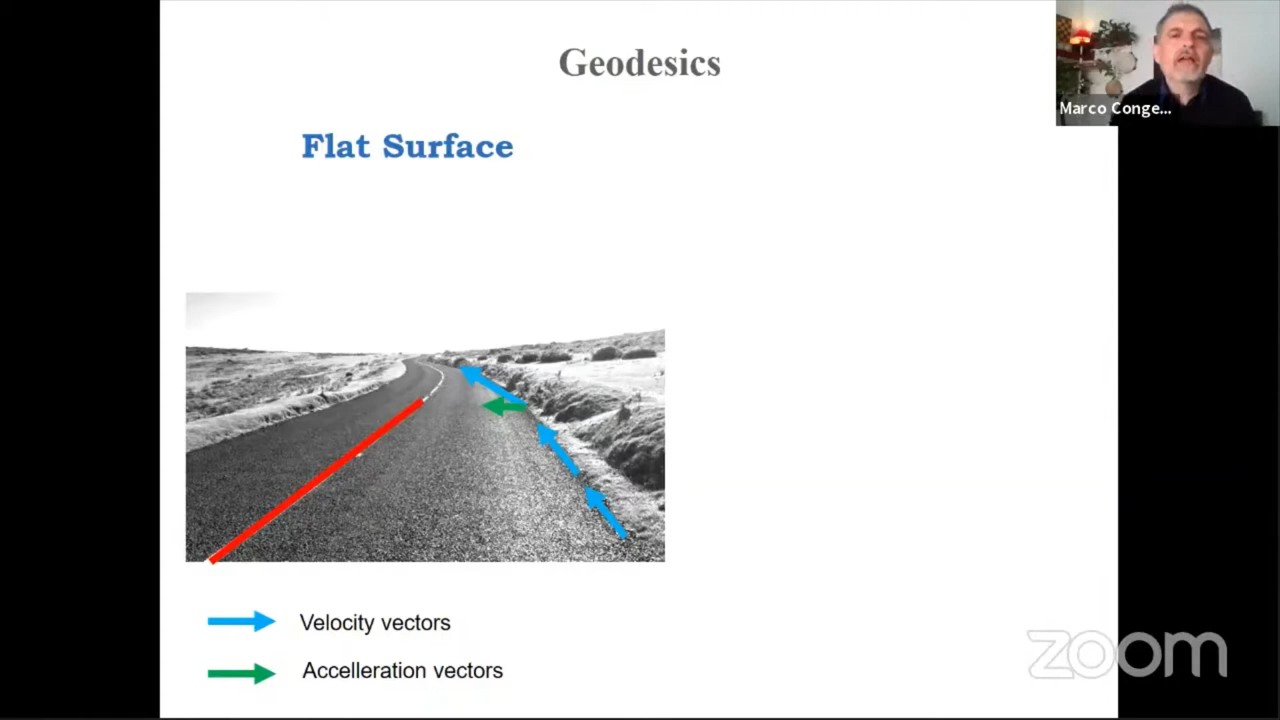 Geodesics
Marco Conge...
Flat Surface
Velocity vectors
Accelleration vectors
zoom